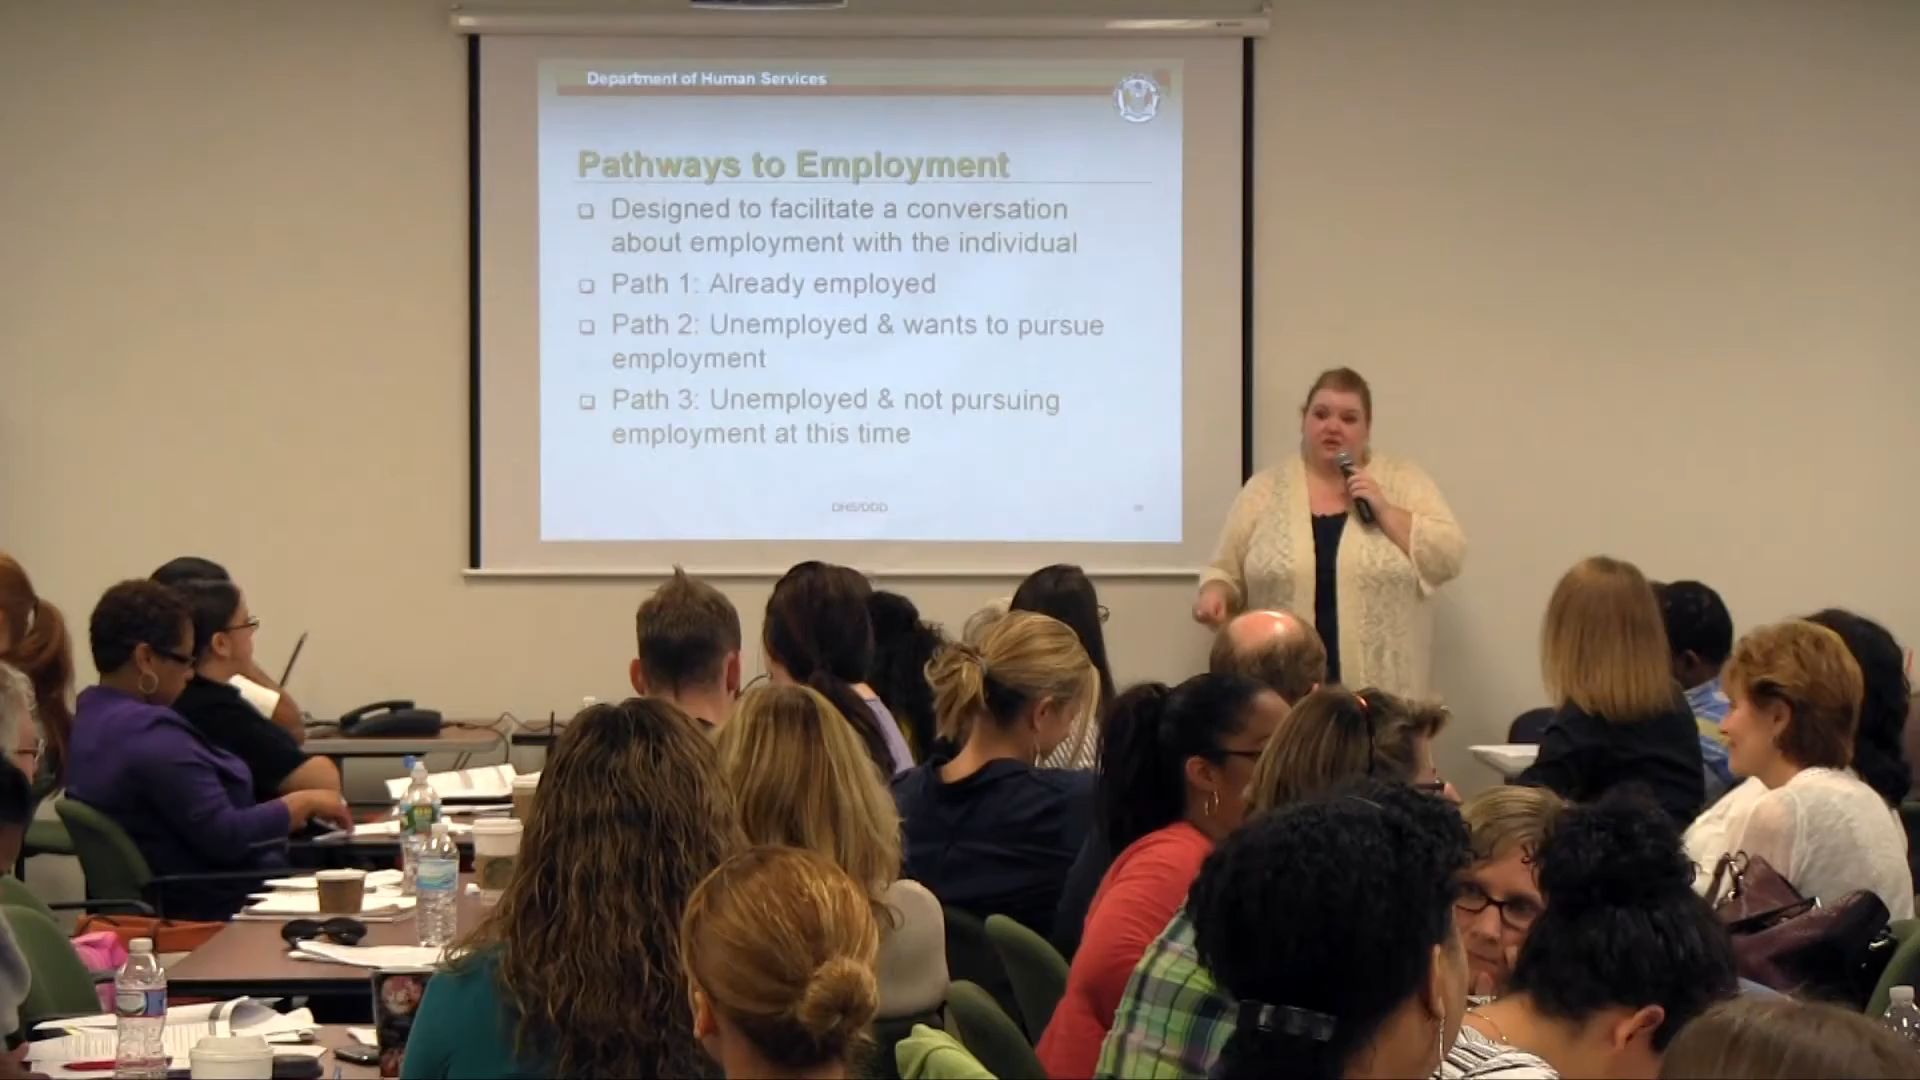 Department of Human Services
Pathways to Employment
Designed to facilitate a conversation
about employment with the individual
Path 1: Already employed
Path 2: Unemployed & wants to pursue
employment
Path 3: Unemployed & not pursuing
employment at this time
DHS/DDD